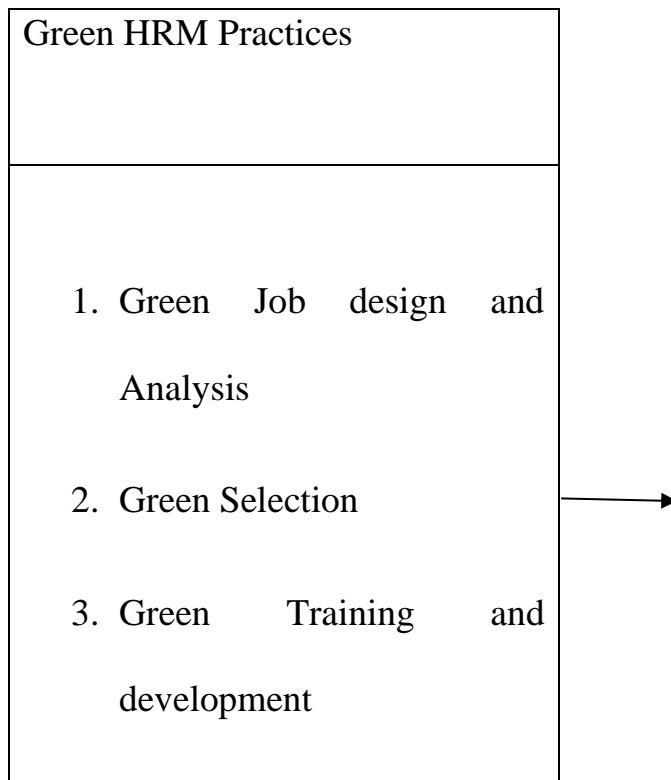 Green HRM Practices
1. Green Job design and
Analysis
2. Green Selection
3. Green Training and
development